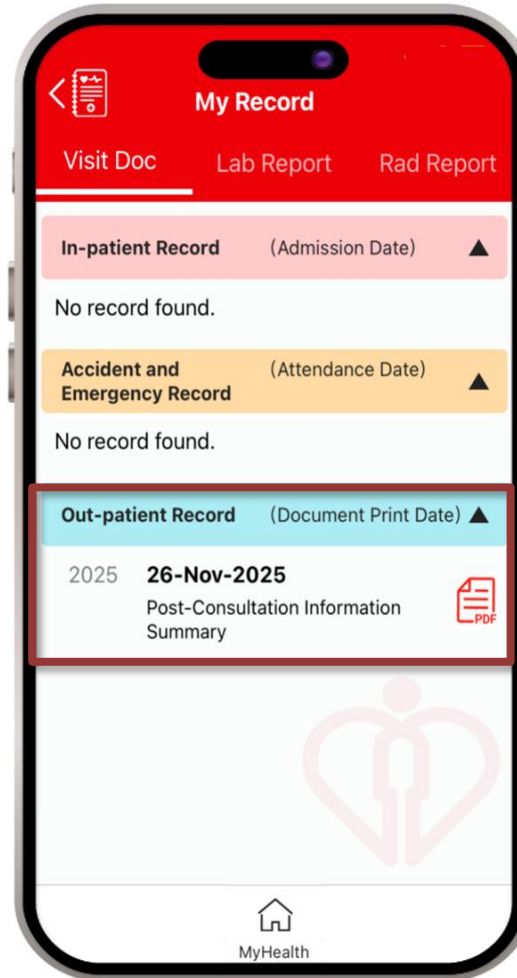 My Record
Visit Doc Lab Report Rad Report
In-patient Record (Admission Date) ▲
No record found.
Accident and (Attendance Date) ▲
Emergency Record
No record found.
Out-patient Record (Document Print Date) ▲
2025 26-Nov-2025
Post-Consultation Information
Summary
PDF
MyHealth